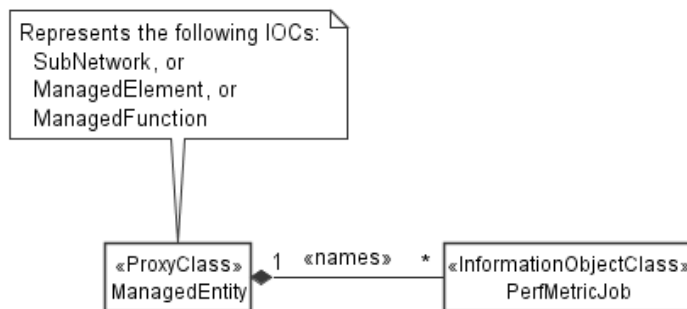 Represents the following IOCs:
SubNetwork, or
ManagedElement, or
ManagedFunction
«ProxyClass»
ManagedEntity
1 «names» *
«InformationObjectClass»
PerfMetricJob